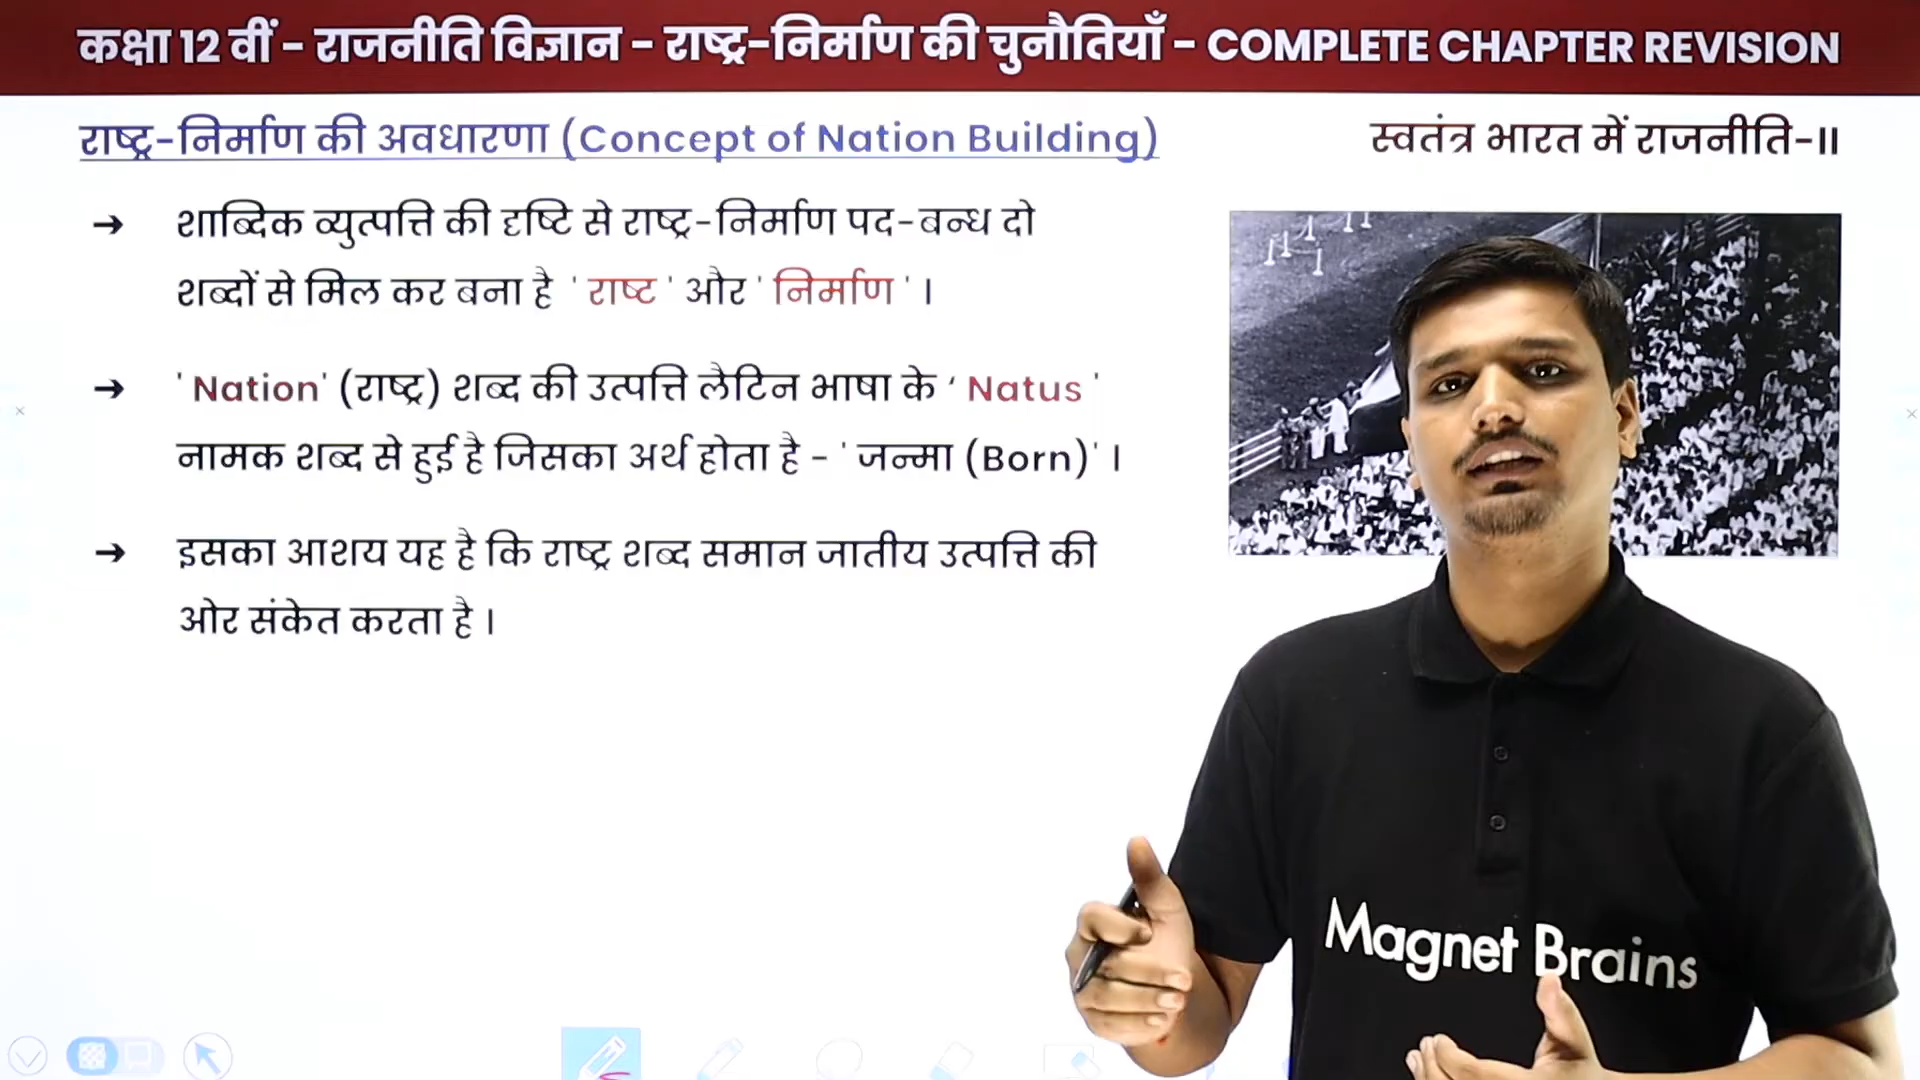 कक्षा 12 वीं – राजनीति विज्ञान – राष्ट्र-निर्माण की चुनौतियाँ – COMPLETE CHAPTER REVISION
राष्ट्र-निर्माण की अवधारणा (Concept of Nation Building)
स्वतंत्र भारत में राजनीति-II
→ शाब्दिक व्युत्पत्ति की दृष्टि से राष्ट्र-निर्माण पद-बन्ध दो
शब्दों से मिल कर बना है ' राष्ट ' और ' निर्माण ' ।
→ ' Nation' (राष्ट्र) शब्द की उत्पत्ति लैटिन भाषा के ‘ Natus '
नामक शब्द से हुई है जिसका अर्थ होता है – ' जन्मा (Born)' ।
→ इसका आशय यह है कि राष्ट्र शब्द समान जातीय उत्पत्ति की
ओर संकेत करता है ।
Magnet Brains